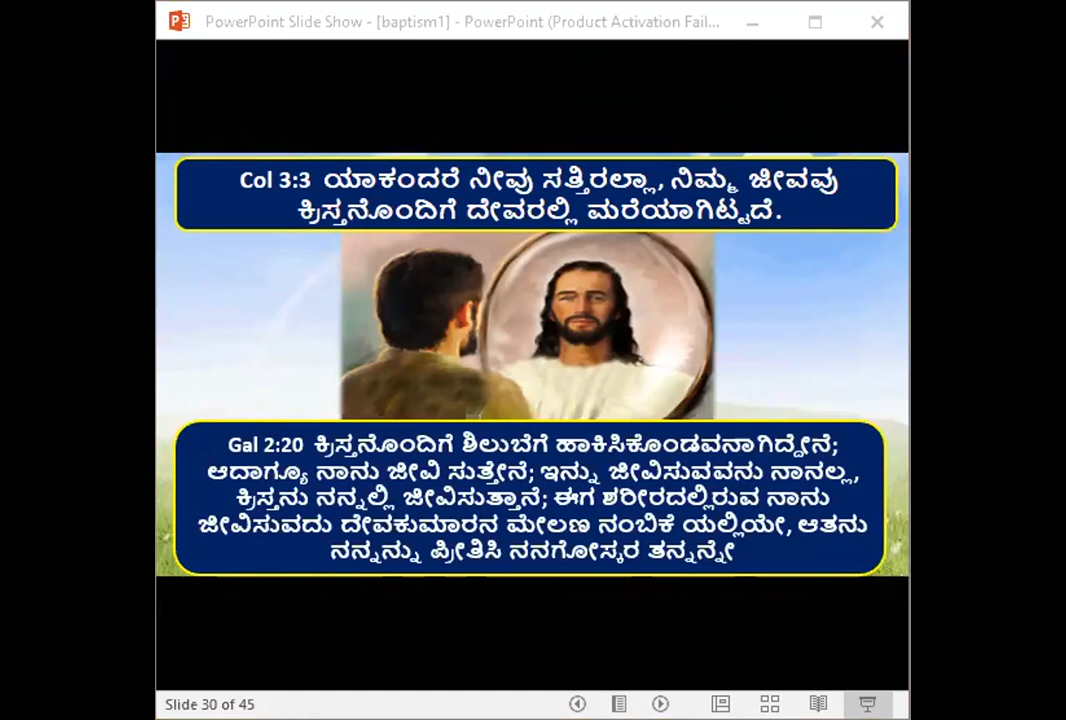 PowerPoint Slide Show - [baptism1] - PowerPoint (Product Activation Fail...
Col 3:3 ಯಾಕಂದರೆ ನೀವು ಸತ್ತಿರಲ್ಲಾ, ನಿಮ್ಮ ಜೀವವು
ಕ್ರಿಸ್ತನೊಂದಿಗೆ ದೇವರಲ್ಲಿ ಮರೆಯಾಗಿಟ್ಟದೆ.
Gal 2:20 ಕ್ರಿಸ್ತನೊಂದಿಗೆ ಶಿಲುಬೆಗೆ ಹಾಕಿಸಿಕೊಂಡವನಾಗಿದ್ದೇನೆ;
ಆದಾಗ್ಯೂ ನಾನು ಜೀವಿ ಸುತ್ತೇನೆ; ಇನ್ನು ಜೀವಿಸುವವನು ನಾನಲ್ಲ,
ಕ್ರಿಸ್ತನು ನನ್ನಲ್ಲಿ ಜೀವಿಸುತ್ತಾನೆ; ಈಗ ಶರೀರದಲ್ಲಿರುವ ನಾನು
ಜೀವಿಸುವದು ದೇವಕುಮಾರನ ಮೇಲಣ ನಂಬಿಕೆ ಯಲ್ಲಿಯೇ, ಆತನು
ನನ್ನನ್ನು ಪ್ರೀತಿಸಿ ನನಗೋಸ್ಕರ ತನ್ನನ್ನೇ
Slide 30 of 45